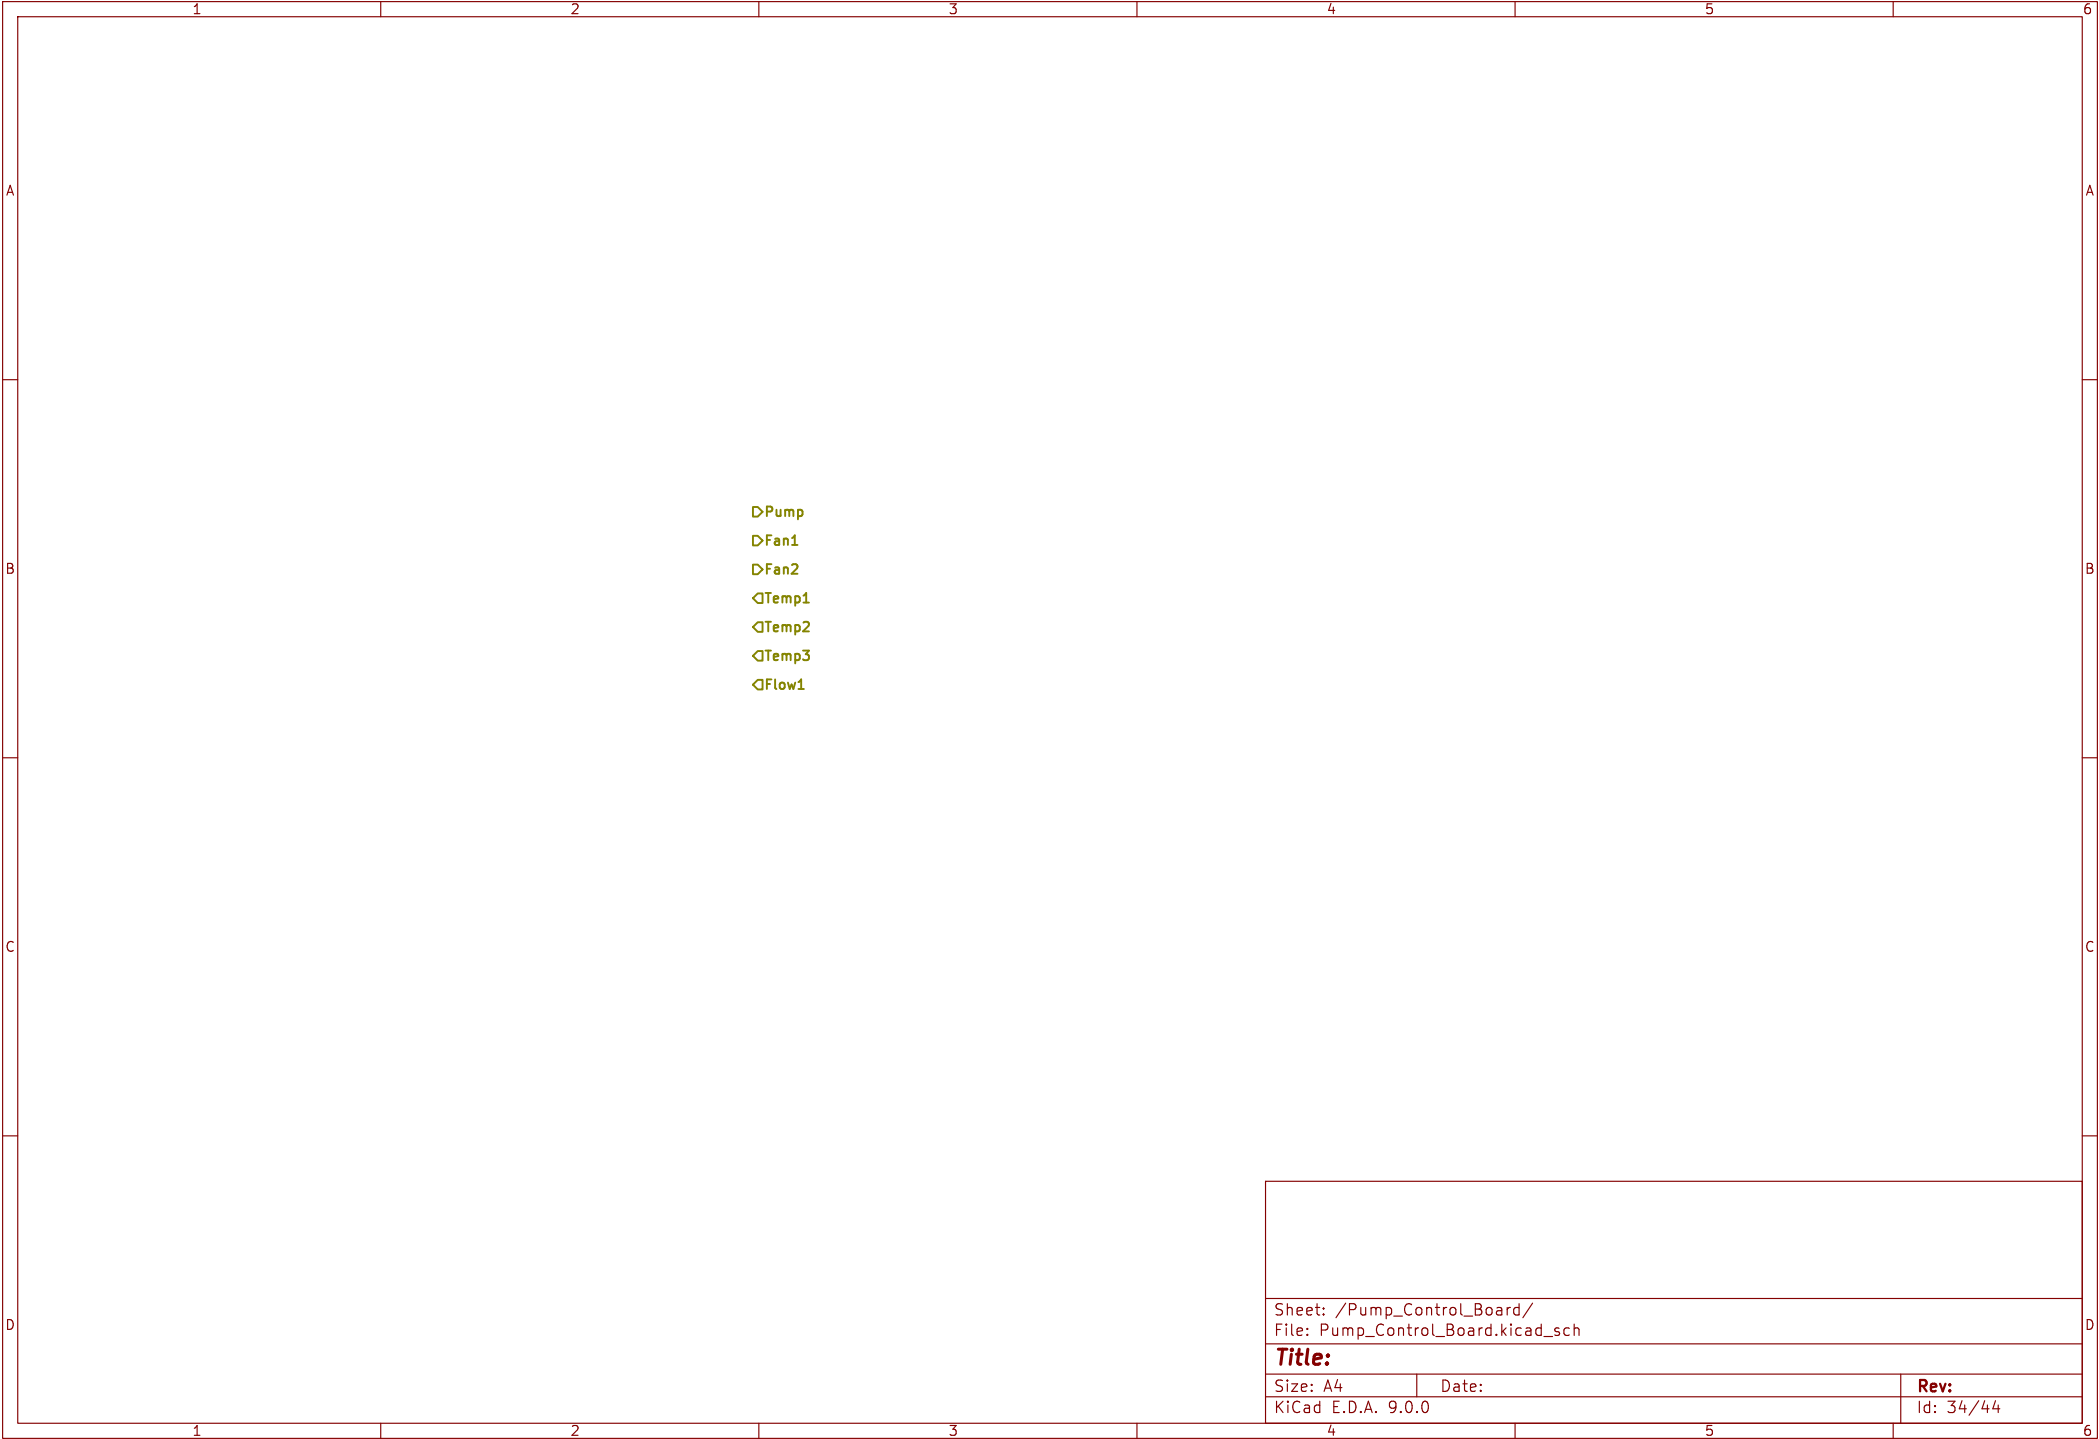 1 2 3 4 5 6
A A
Pump
Fan1
Fan2
B B
Temp1
Temp2
Temp3
Flow1
C C
Sheet: /Pump_Control_Board/
File: Pump_Control_Board.kicad_sch
D D
Title:
Size: A4 Date: Rev:
KiCad E.D.A. 9.0.0 Id: 34/44
1 2 3 4 5 6